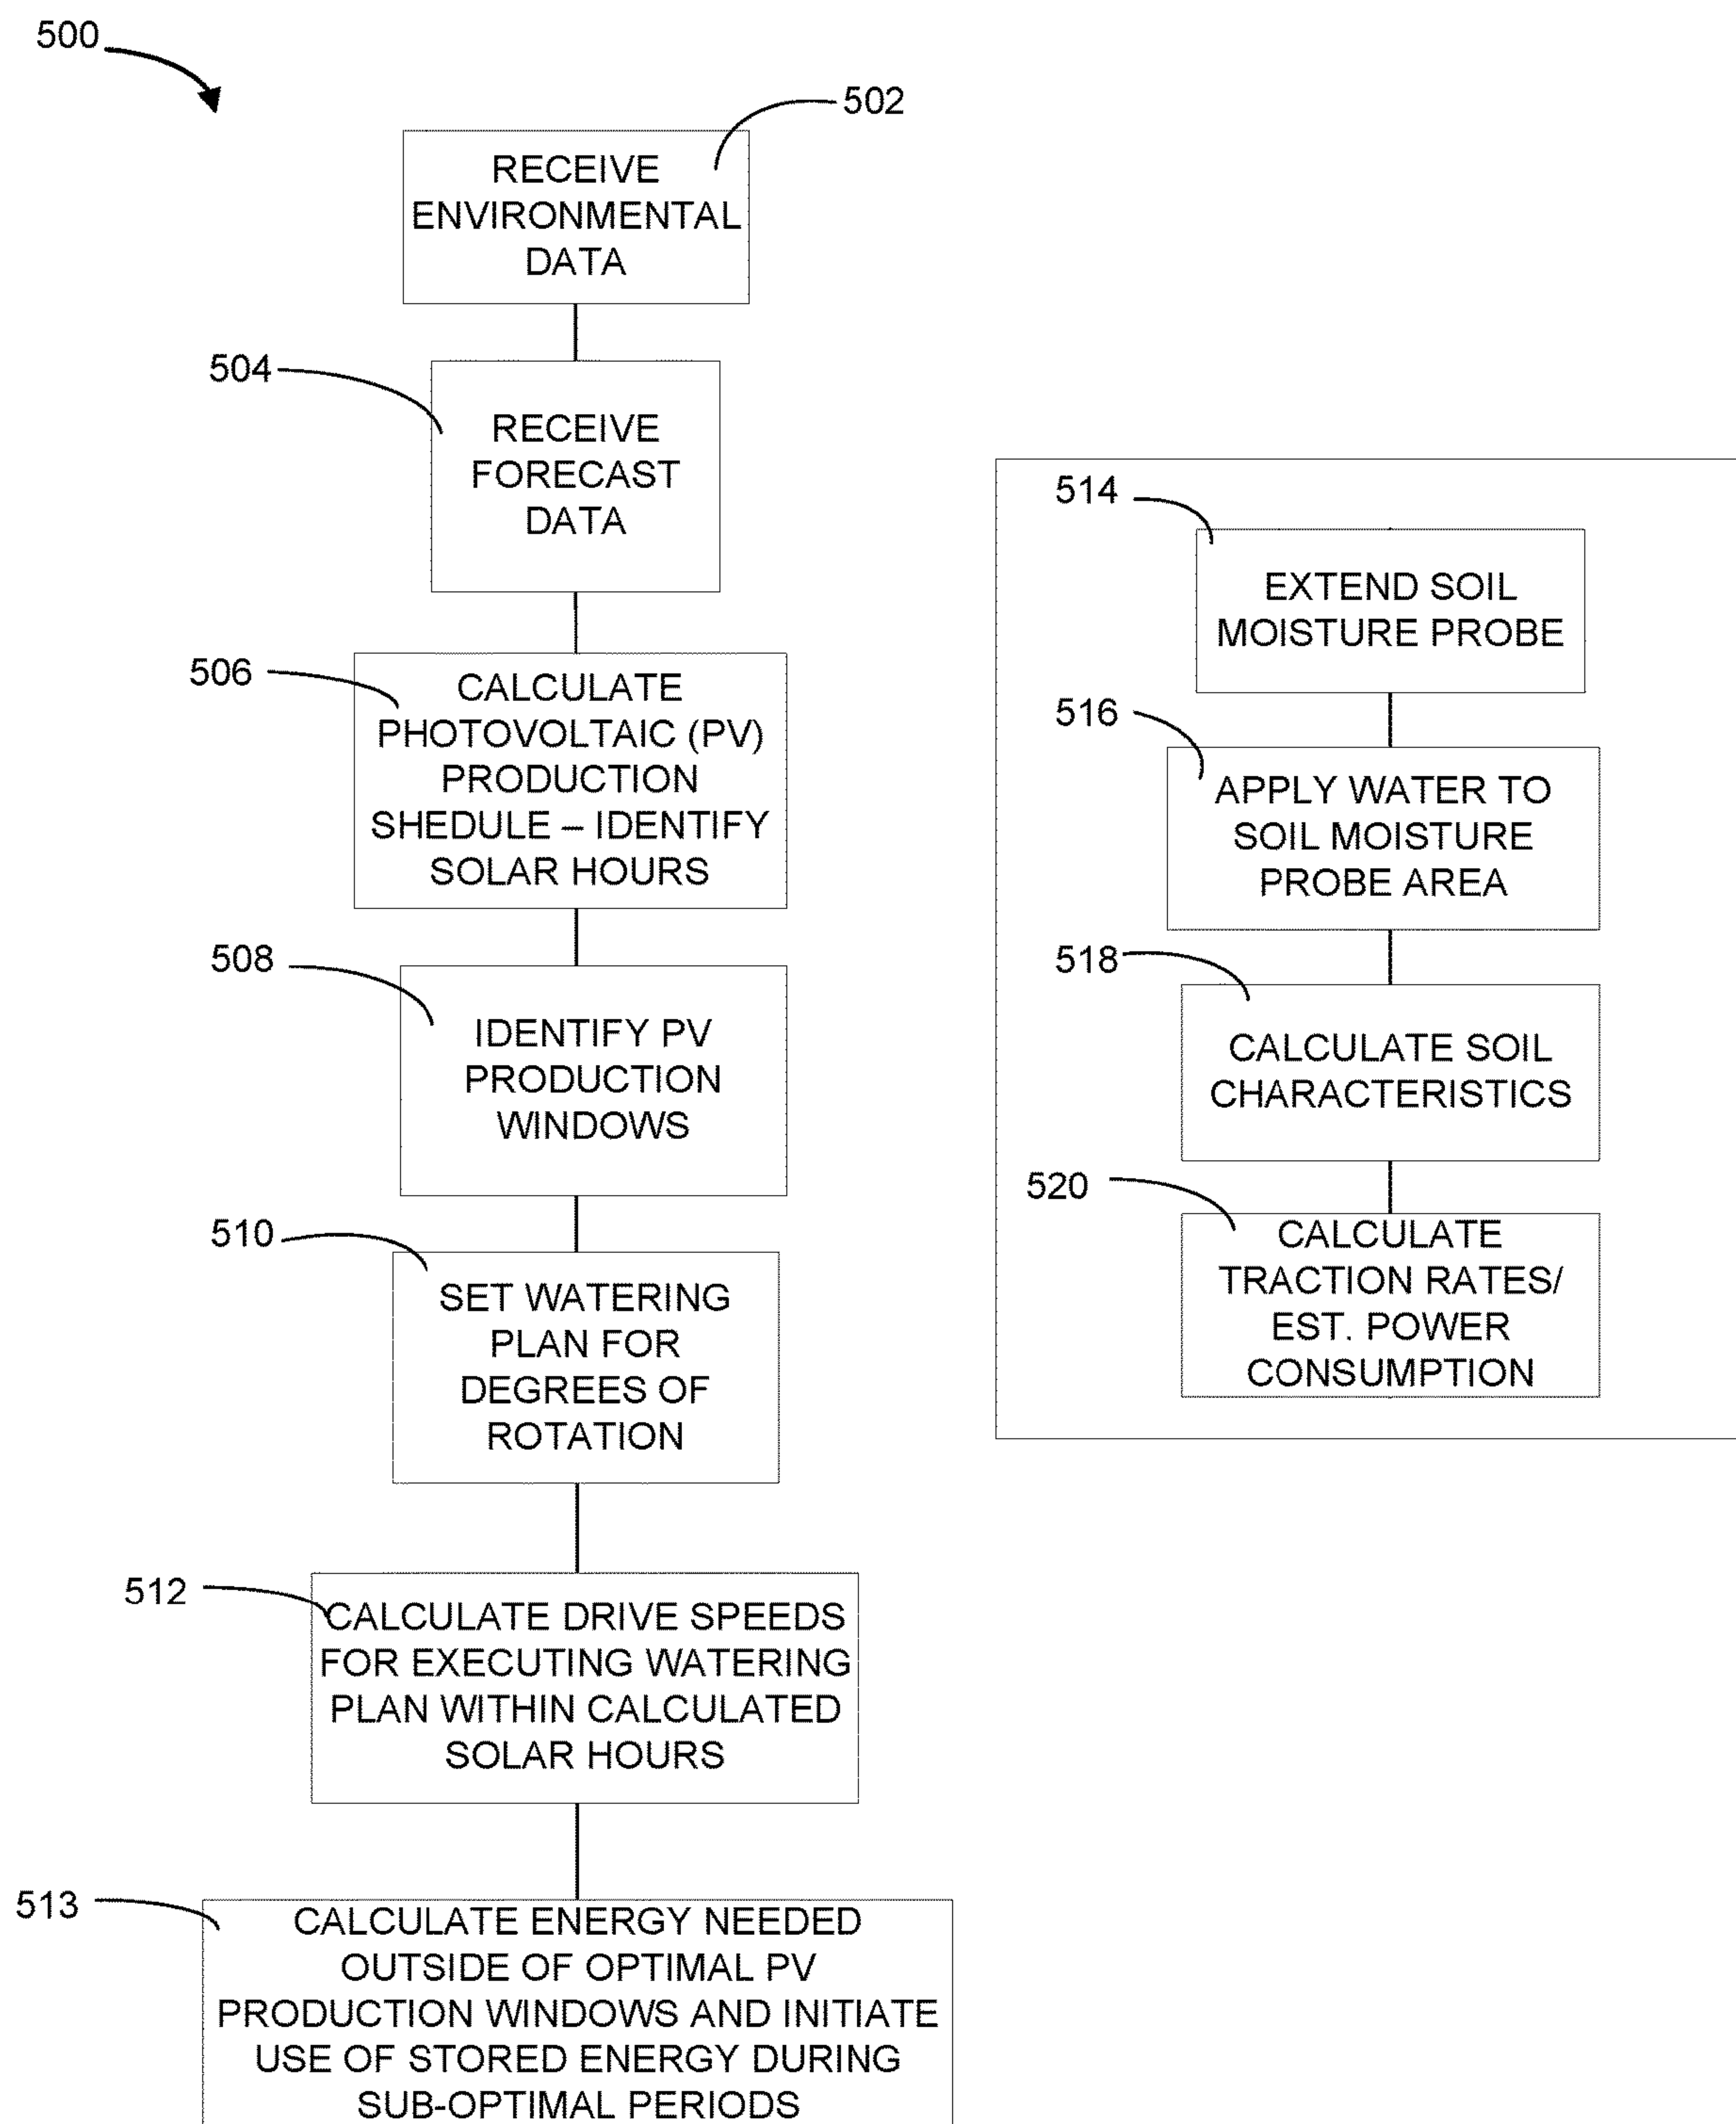 500
502
RECEIVE
ENVIRONMENTAL
DATA
504
RECEIVE
FORECAST
DATA
506
CALCULATE
PHOTOVOLTAIC (PV)
PRODUCTION
SHEDULE – IDENTIFY
SOLAR HOURS
508
IDENTIFY PV
PRODUCTION
WINDOWS
510
SET WATERING
PLAN FOR
DEGREES OF
ROTATION
512
CALCULATE DRIVE SPEEDS
FOR EXECUTING WATERING
PLAN WITHIN CALCULATED
SOLAR HOURS
513
CALCULATE ENERGY NEEDED
OUTSIDE OF OPTIMAL PV
PRODUCTION WINDOWS AND INITIATE
USE OF STORED ENERGY DURING
SUB-OPTIMAL PERIODS
514
EXTEND SOIL
MOISTURE PROBE
516
APPLY WATER TO
SOIL MOISTURE
PROBE AREA
518
CALCULATE SOIL
CHARACTERISTICS
520
CALCULATE
TRACTION RATES/
EST. POWER
CONSUMPTION